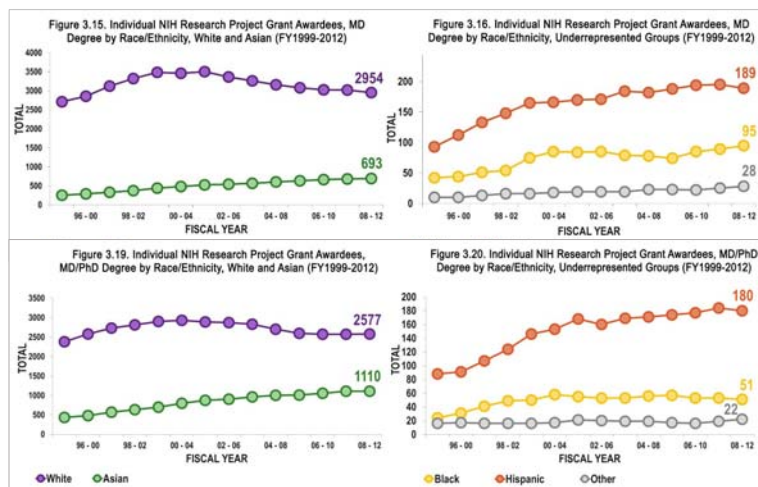 Figure 3.15. Individual NIH Research Project Grant Awardees, MD
Degree by Race/Ethnicity, White and Asian (FY1999-2012)
4000
3500
3000
2500
2000
1500
1000
500
0
TOTAL
2954
693
96 - 00
98 - 02
00 - 04
02 - 06
04 - 08
06 - 10
08 - 12
FISCAL YEAR
Figure 3.16. Individual NIH Research Project Grant Awardees, MD
Degree by Race/Ethnicity, Underrepresented Groups (FY1999-2012)
200
150
100
50
0
TOTAL
189
95
28
96 - 00
98 - 02
00 - 04
02 - 06
04 - 08
06 - 10
08 - 12
FISCAL YEAR
Figure 3.19. Individual NIH Research Project Grant Awardees,
MD/PhD Degree by Race/Ethnicity, White and Asian (FY1999-2012)
3500
3000
2500
2000
1500
1000
500
0
TOTAL
2577
1110
96 - 00
98 - 02
00 - 04
02 - 06
04 - 08
06 - 10
08 - 12
FISCAL YEAR
White
Asian
Figure 3.20. Individual NIH Research Project Grant Awardees, MD/PhD
Degree by Race/Ethnicity, Underrepresented Groups (FY1999-2012)
200
180
160
140
120
100
80
60
40
20
0
TOTAL
180
51
22
96 - 00
98 - 02
00 - 04
02 - 06
04 - 08
06 - 10
08 - 12
FISCAL YEAR
Black
Hispanic
Other